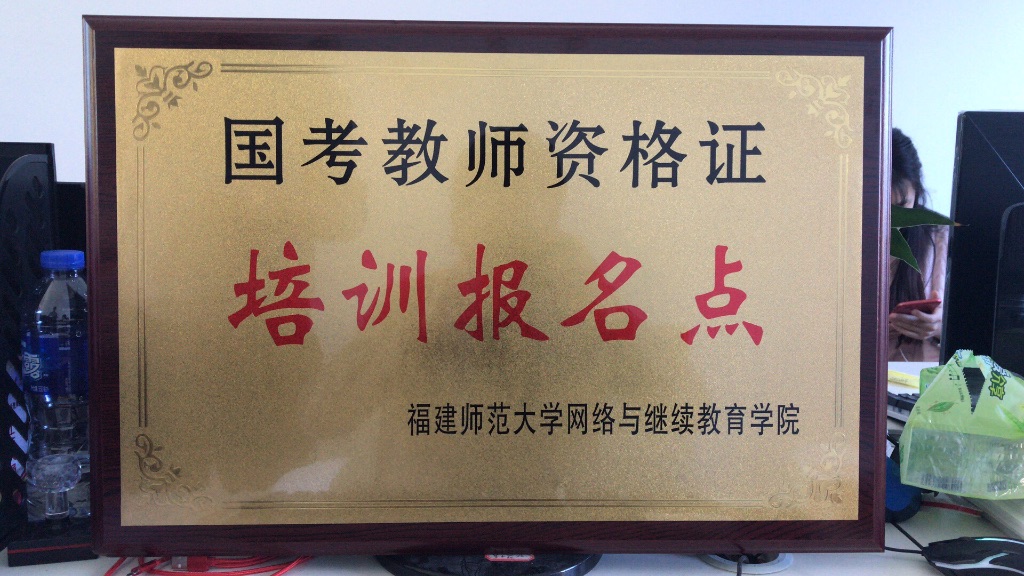 国考教师资格证
培训报名点
福建师范大学网络与继续教育学院
露